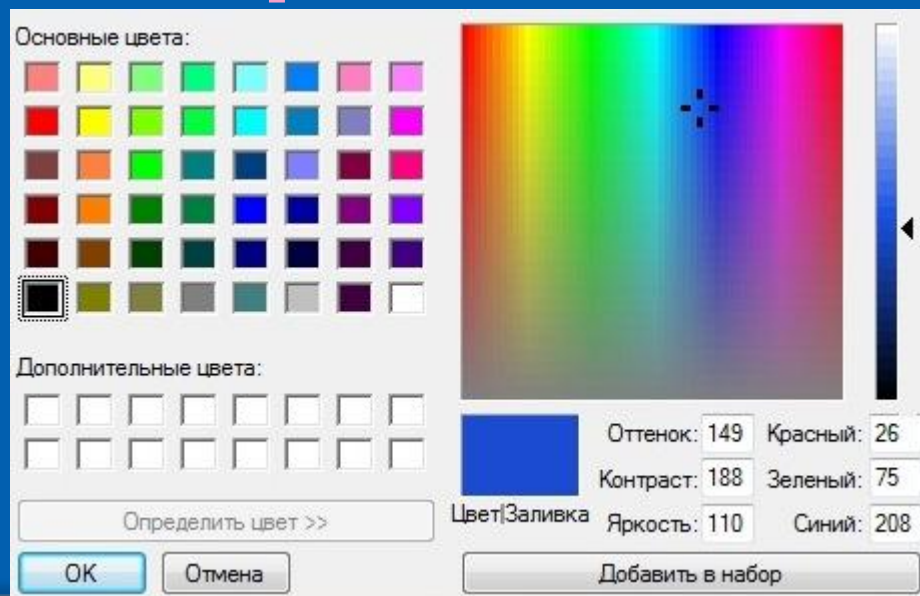 Основные цвета:
Дополнительные цвета:
Определить цвет >>
OK
Отмена
Цвет|Заливка
Оттенок: 149
Контраст: 188
Яркость: 110
Красный: 26
Зеленый: 75
Синий: 208
Добавить в набор